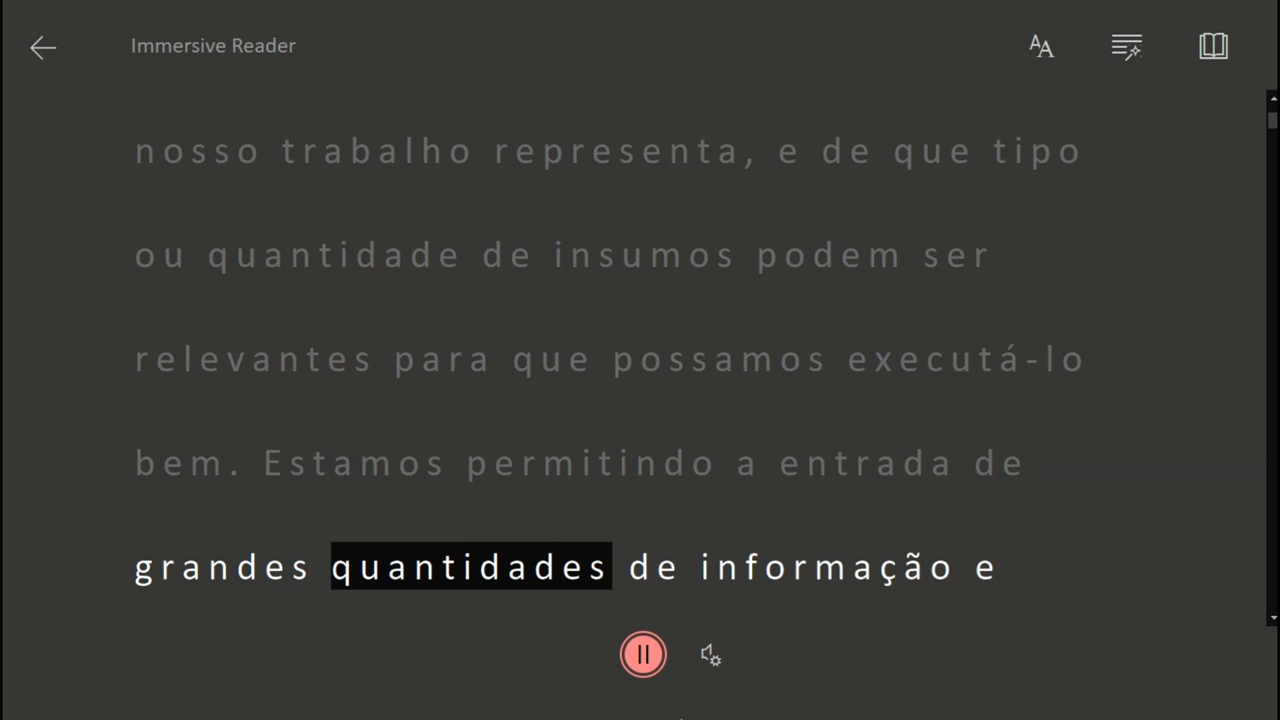 Immersive Reader
nosso trabalho representa, e de que tipo
ou quantidade de insumos podem ser
relevantes para que possamos executá-lo
bem. Estamos permitindo a entrada de
grandes quantidades de informação e